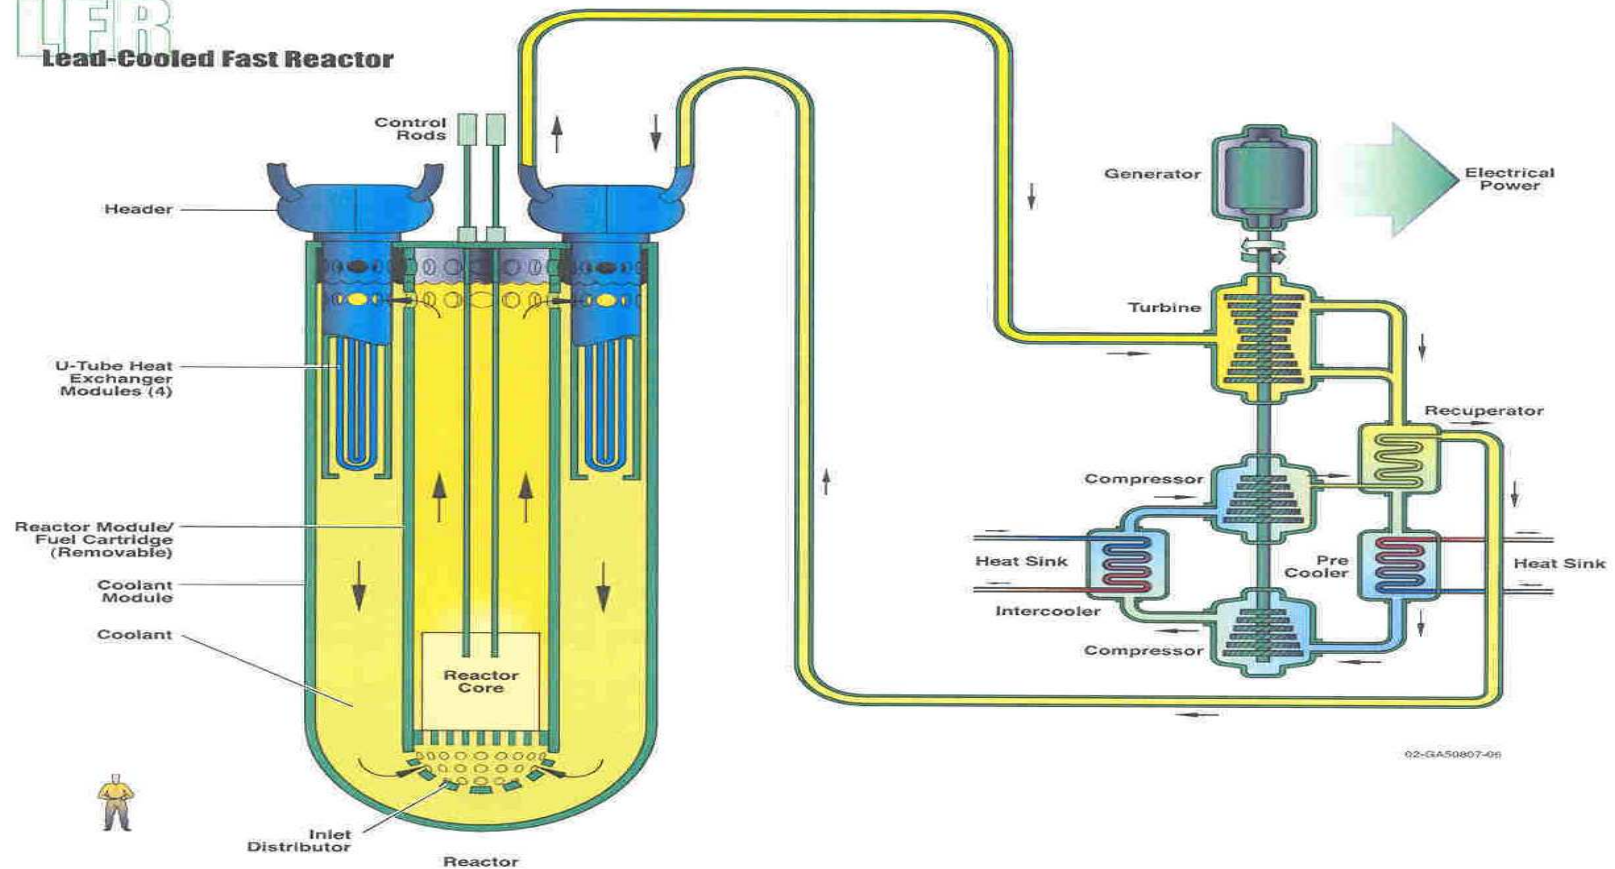 LFR
Lead-Cooled Fast Reactor
Control
Rods
Header
U-Tube Heat
Exchanger
Modules (4)
Reactor Module/
Fuel Cartridge
(Removable)
Coolant
Module
Coolant
Reactor
Core
Inlet
Distributor
Reactor
Generator
Electrical
Power
Turbine
Recuperator
Compressor
Heat Sink
Intercooler
Pre
Cooler
Heat Sink
Compressor
02-GA50807-06